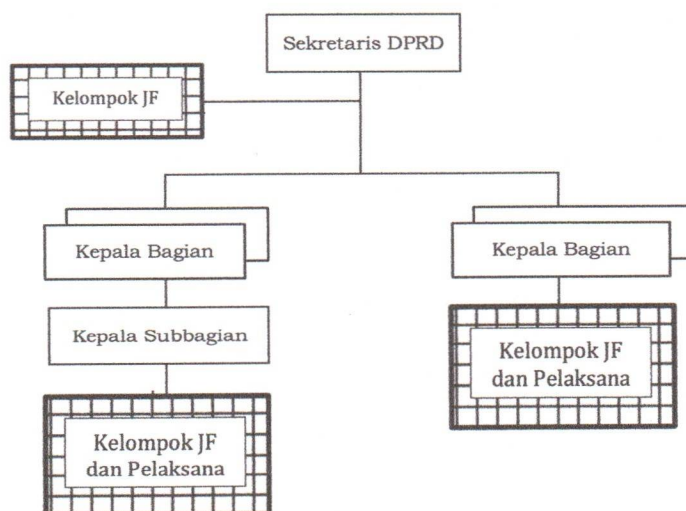 Sekretaris DPRD
Kelompok JF
Kepala Bagian
Kepala Bagian
Kepala Subbagian
Kelompok JF
dan Pelaksana
Kelompok JF
dan Pelaksana